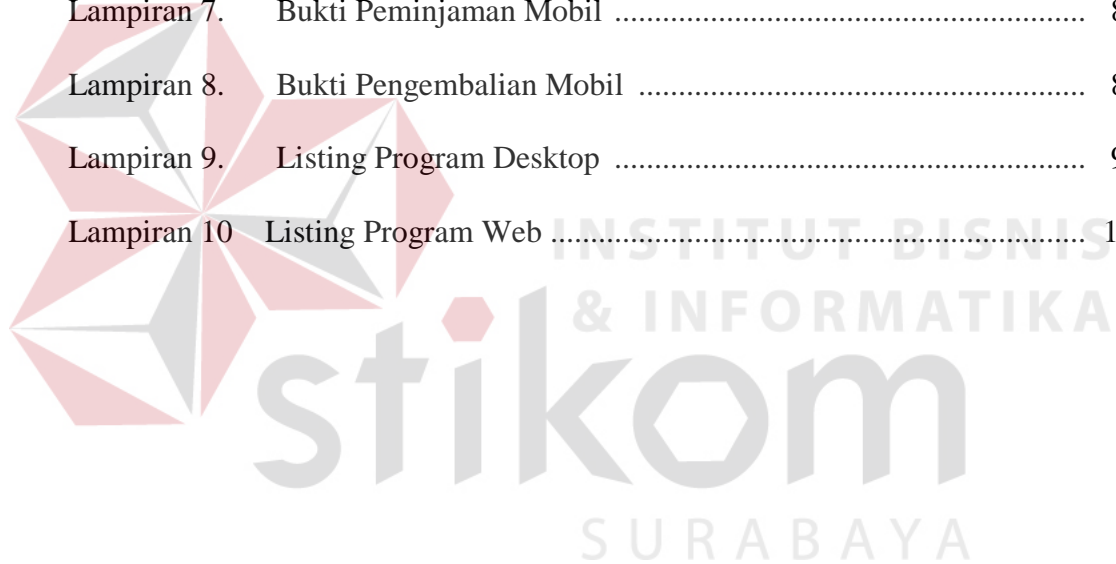 Lampiran 7. Bukti Peminjaman Mobil ........................................................... 
Lampiran 8. Bukti Pengembalian Mobil ........................................................
Lampiran 9. Listing Program Desktop ...........................................................
Lampiran 10 Listing Program Web ...................................................................
INSTITUT BISNIS
& INFORMATIKA
stikom
SURABAYA